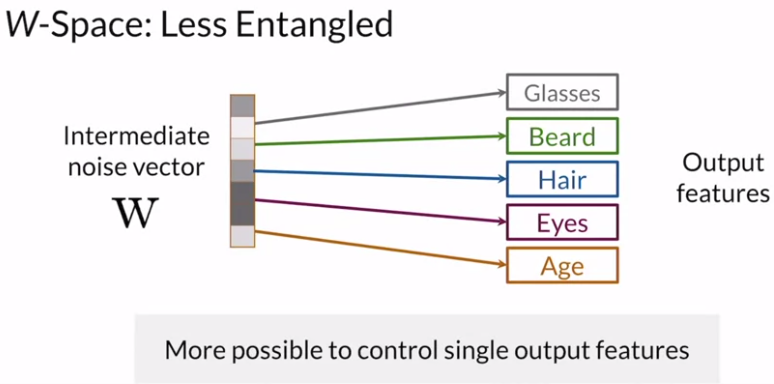 W-Space: Less Entangled
Intermediate
noise vector
W
Glasses
Beard
Hair
Eyes
Age
Output
features
More possible to control single output features